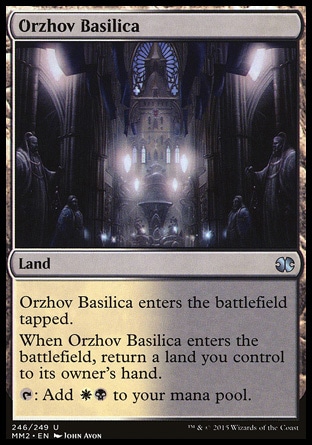 Orzhov Basilica
Land
Orzhov Basilica enters the battlefield
tapped.
When Orzhov Basilica enters the
battlefield, return a land you control
to its owner's hand.
: Add to your mana pool.
246/249 U
MM2 • EN John Avon
™ & © 2015 Wizards of the Coast